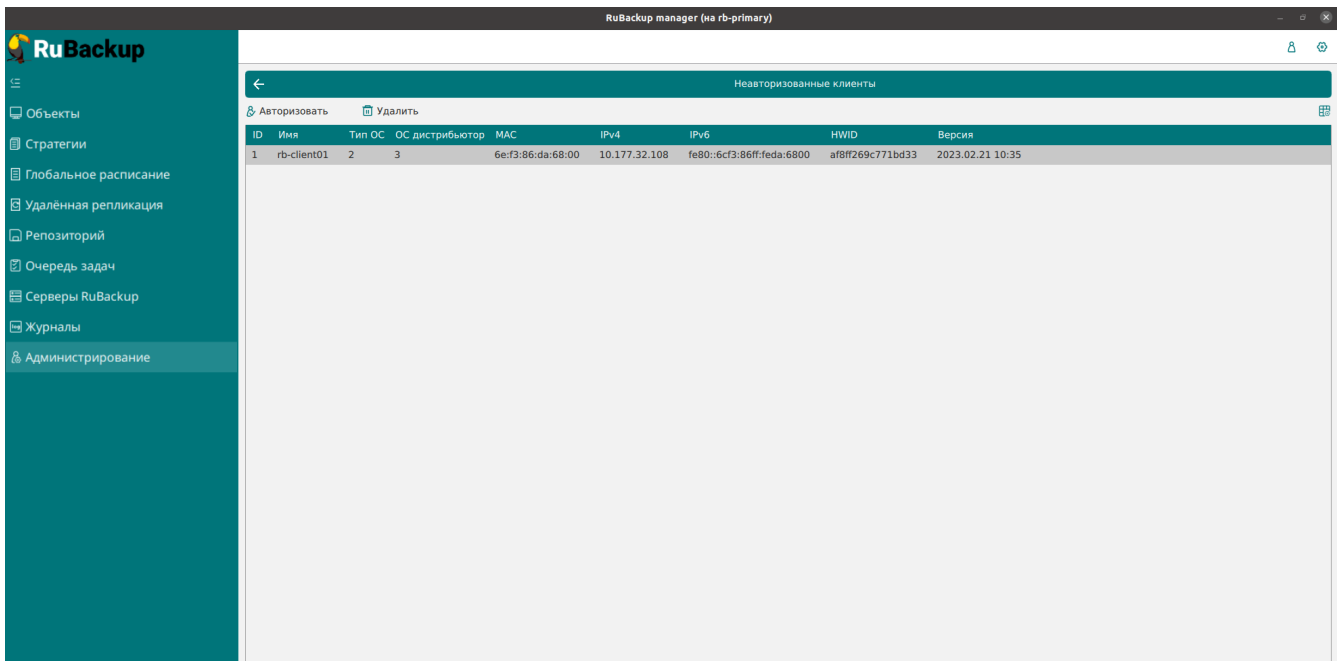 RuBackup manager (на rb-primary)
RuBackup
Неавторизованные клиенты
Объекты
Стратегии
Глобальное расписание
Удалённая репликация
Репозиторий
Очередь задач
Серверы RuBackup
Журналы
Администрирование
Авторизовать Удалить
ID Имя Тип ОС ОС дистрибьютор MAC IPv4 IPv6 HWID Версия
1 rb-client01 2 3 6e:f3:86:da:68:00 10.177.32.108 fe80::6cf3:86ff:feda:6800 af8ff269c771bd33 2023.02.21 10:35